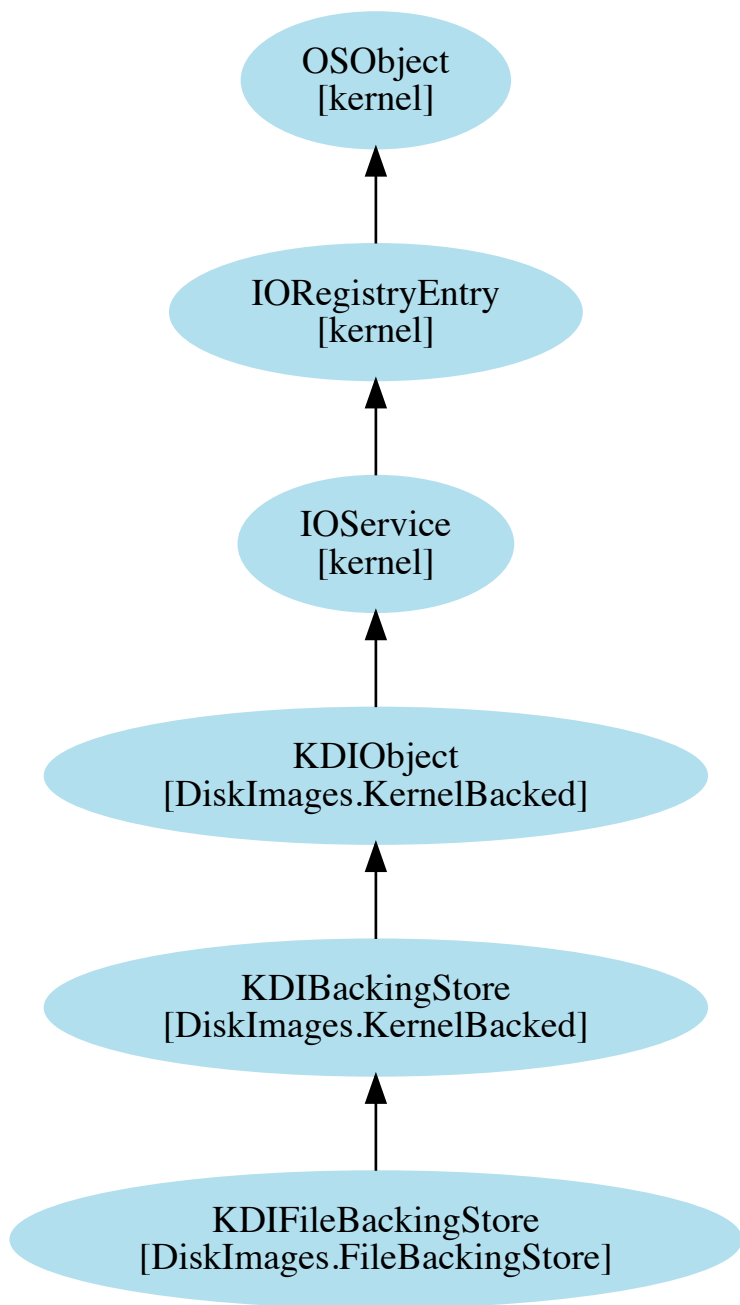 OSObject
[kernel]
IORegistryEntry
[kernel]
IOService
[kernel]
KDIObject
[DiskImages.KernelBacked]
KDIBackingStore
[DiskImages.KernelBacked]
KDIFileBackingStore
[DiskImages.FileBackingStore]